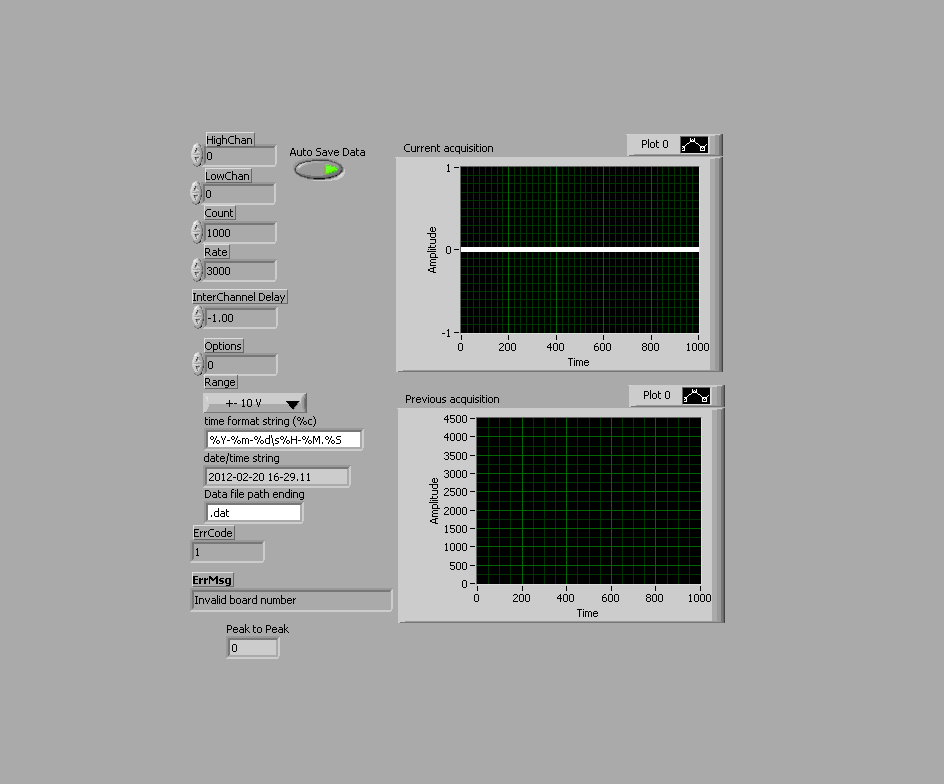 HighChan
0
Auto Save Data
LowChan
0
Count
1000
Rate
3000
InterChannel Delay
-1.00
Options
0
Range
+- 10 V
time format string (%c)
%Y-%m-%d\s%H-%M.%S
date/time string
2012-02-20 16-29.11
Data file path ending
.dat
ErrCode
1
ErrMsg
Invalid board number
Peak to Peak
0
Current acquisition
Plot 0
Amplitude
1
0
-1
0 200 400 600 800 1000
Time
Previous acquisition
Plot 0
Amplitude
4500
4000
3500
3000
2500
2000
1500
1000
500
0
0 200 400 600 800 1000
Time